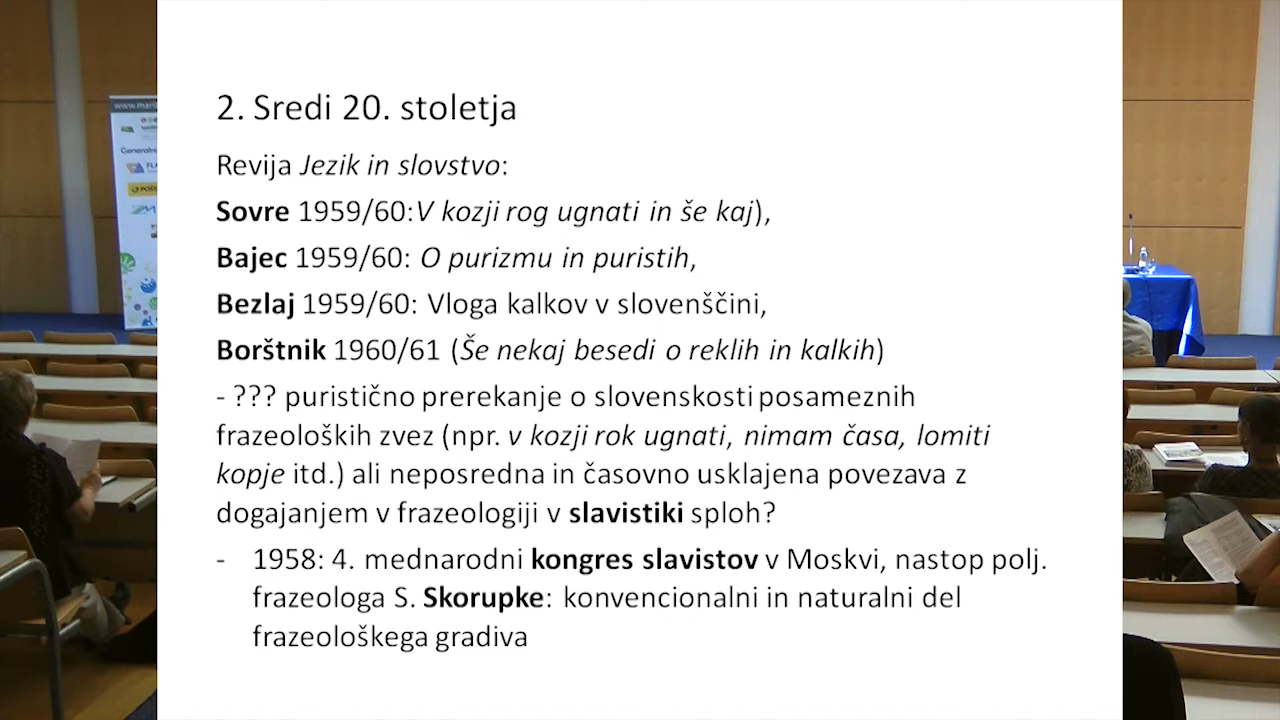 2. Sredi 20. stoletja
Revija Jezik in slovstvo:
Sovre 1959/60:V kozji rog ugnati in še kaj),
Bajec 1959/60: O purizmu in puristih,
Bezlaj 1959/60: Vloga kalkov v slovenščini,
Borštnik 1960/61 (Še nekaj besedi o reklih in kalkih)
- ??? puristično prerekanje o slovenskosti posameznih
frazeoloških zvez (npr. v kozji rok ugnati, nimam časa, lomiti
kopje itd.) ali neposredna in časovno usklajena povezava z
dogajanjem v frazeologiji v slavistiki sploh?
- 1958: 4. mednarodni kongres slavistov v Moskvi, nastop polj.
frazeologa S. Skorupke: konvencionalni in naturalni del
frazeološkega gradiva